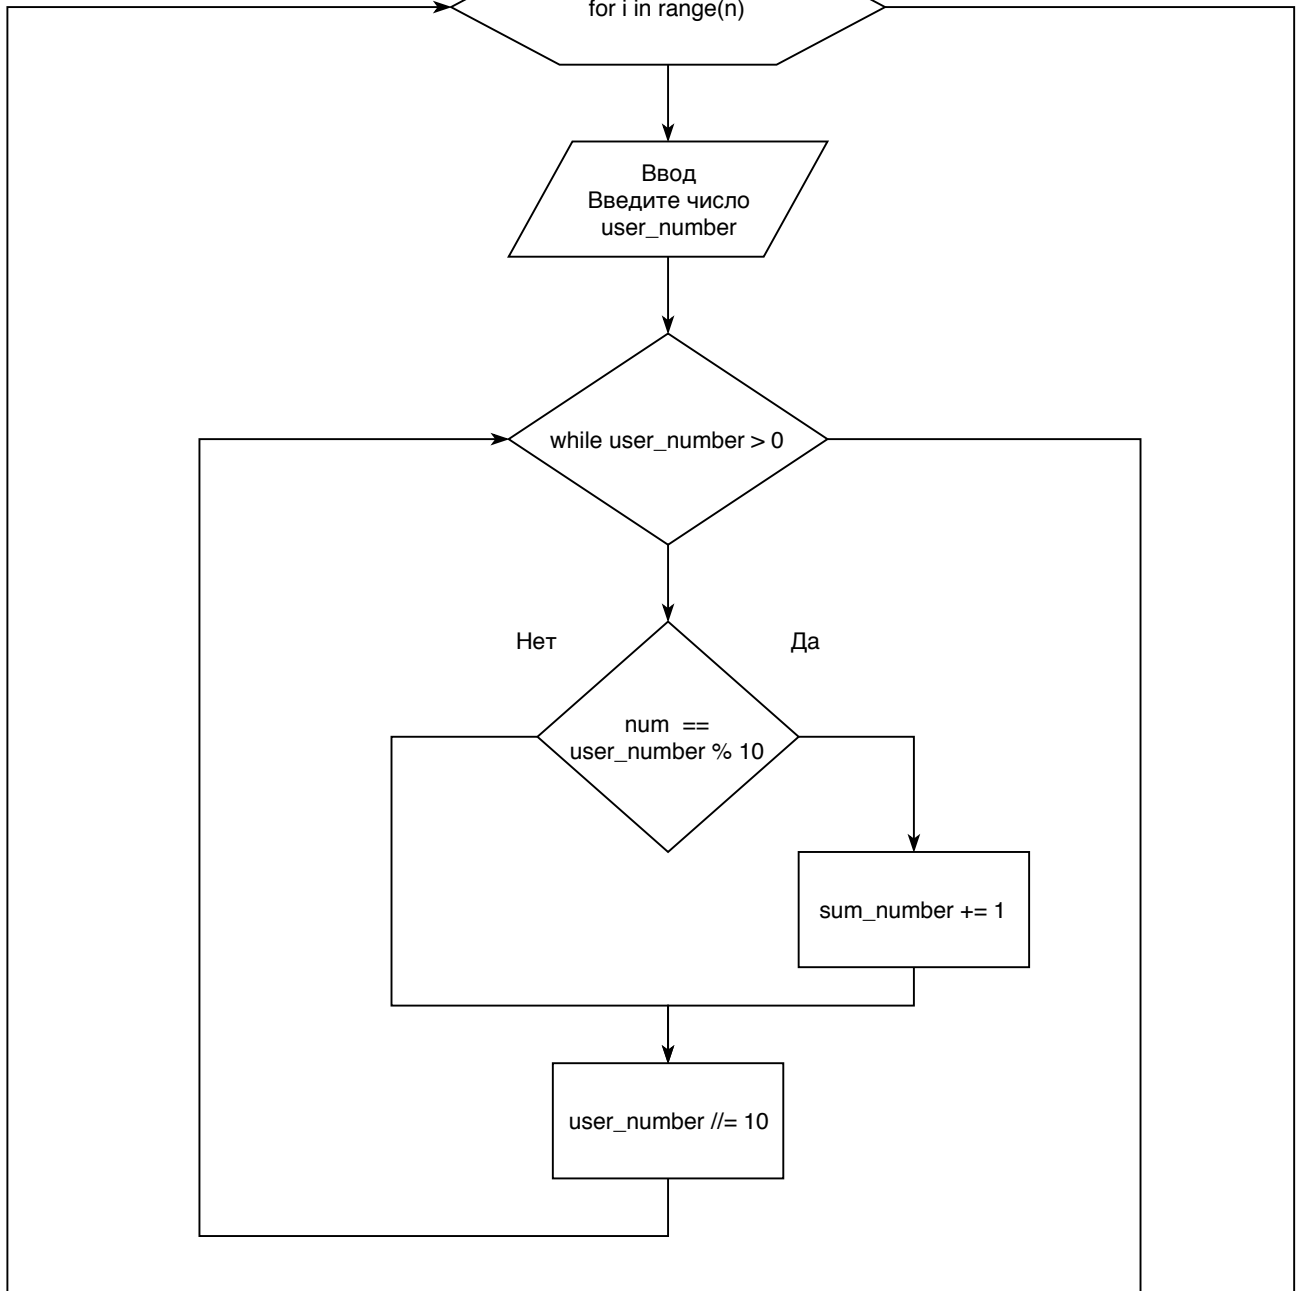 for i in range(n)
Ввод
Введите число
user_number
while user_number > 0
Нет
Да
num  ==
user_number % 10
sum_number += 1
user_number //= 10